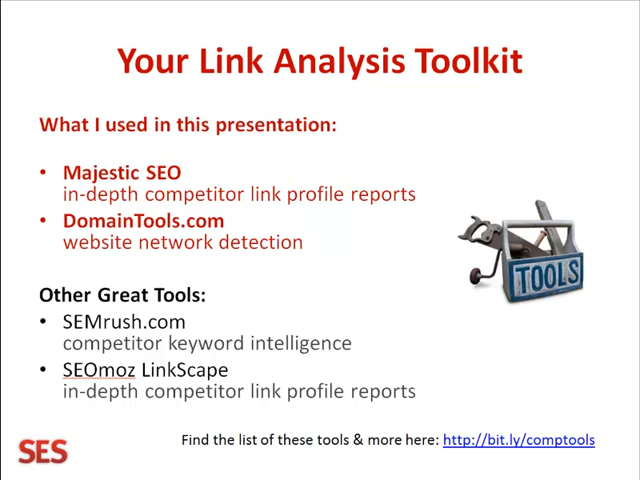 Your Link Analysis Toolkit
What I used in this presentation:
• Majestic SEO
in-depth competitor link profile reports
• DomainTools.com
website network detection
TOOLS
Other Great Tools:
• SEMrush.com
competitor keyword intelligence
• SEOmoz LinkScape
in-depth competitor link profile reports
Find the list of these tools & more here: http://bit.ly/comptools
SES